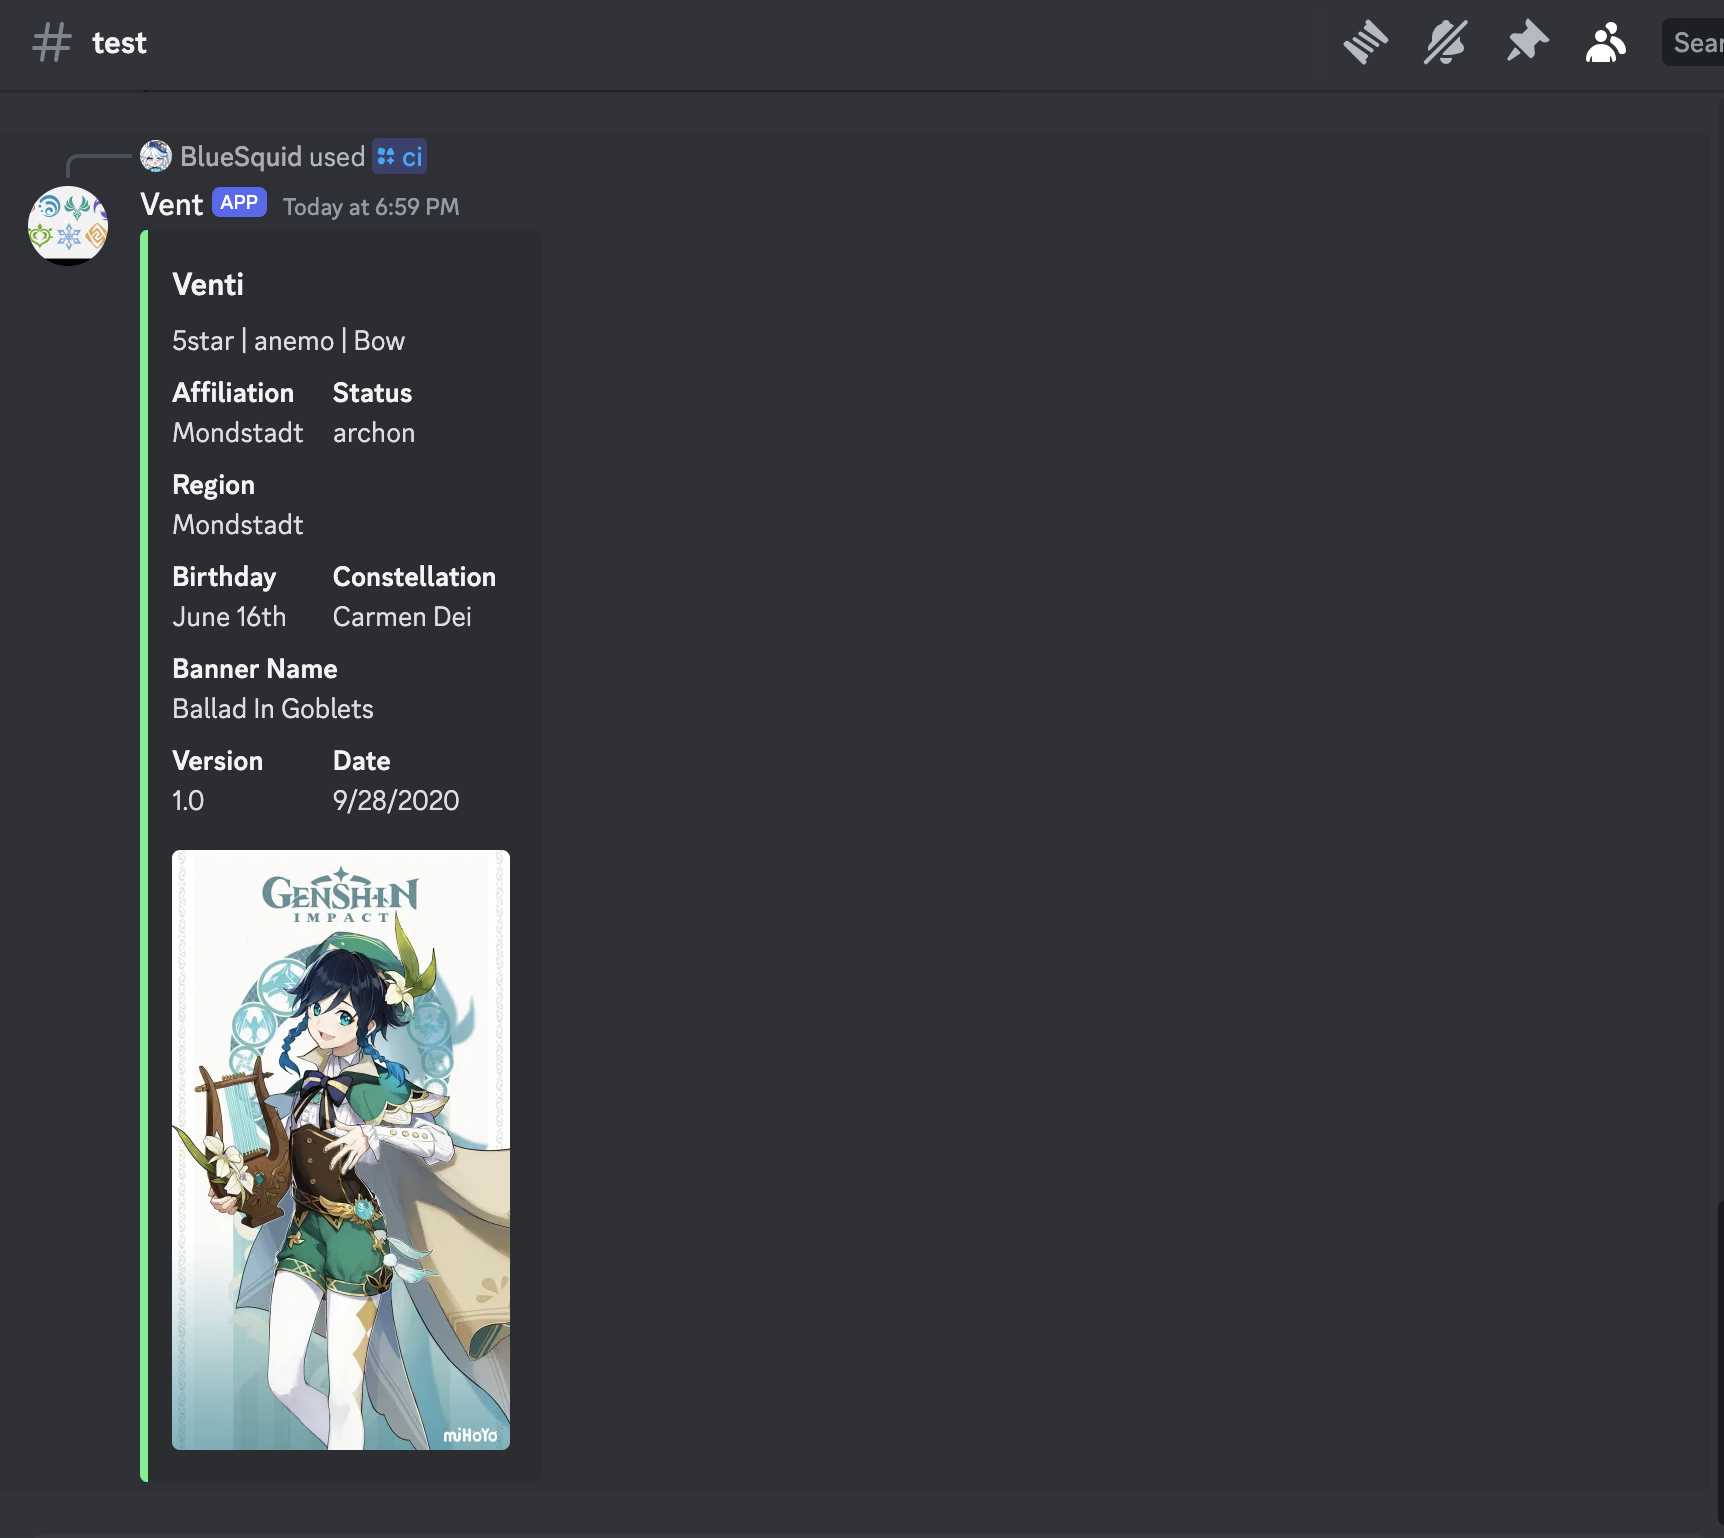 # test
Sear
BlueSquid used ci
Vent APP Today at 6:59 PM
Venti
5star | anemo | Bow
Affiliation Status
Mondstadt archon
Region
Mondstadt
Birthday Constellation
June 16th Carmen Dei
Banner Name
Ballad In Goblets
Version Date
1.0 9/28/2020
GENSHIN
IMPACT
miHoYo